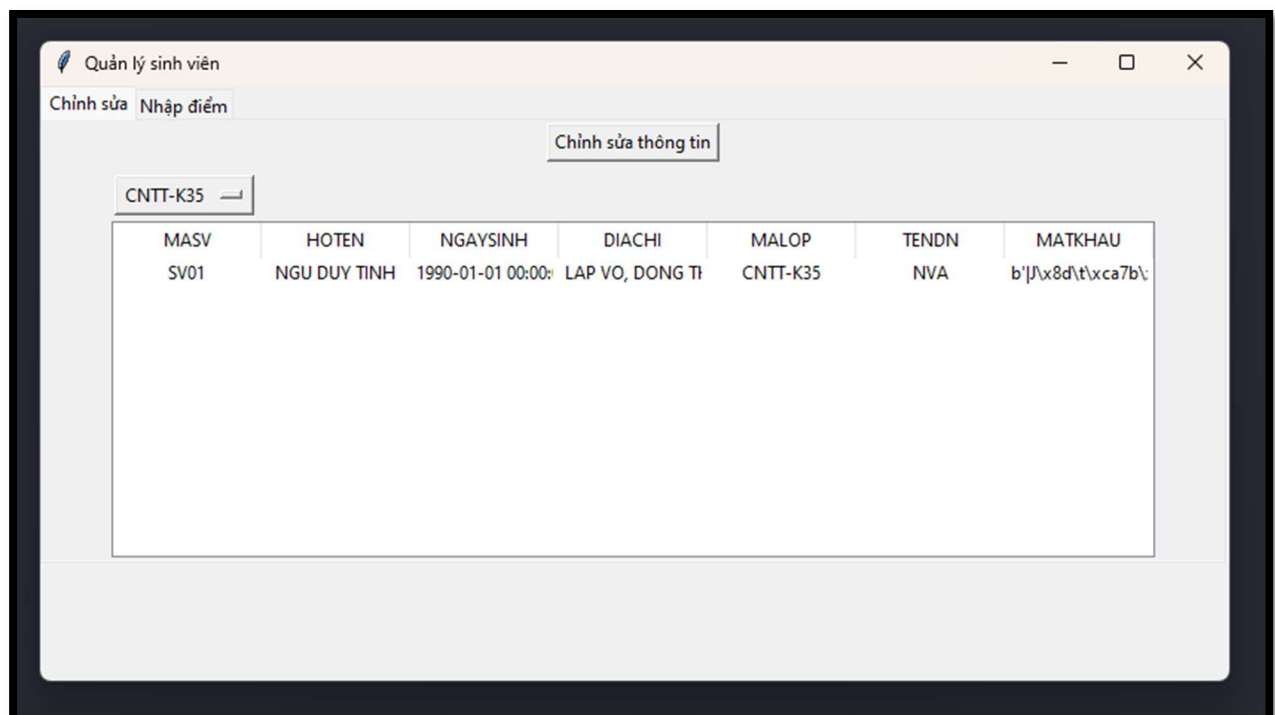 Quản lý sinh viên
Chỉnh sửa Nhập điểm
Chỉnh sửa thông tin
CNTT-K35
MASV HOTEN NGAYSINH DIACHI MALOP TENDN MATKHAU
SV01 NGU DUY TINH 1990-01-01 00:00: LAP VO, DONG TH CNTT-K35 NVA b'|J\x8d\t\xca7b\